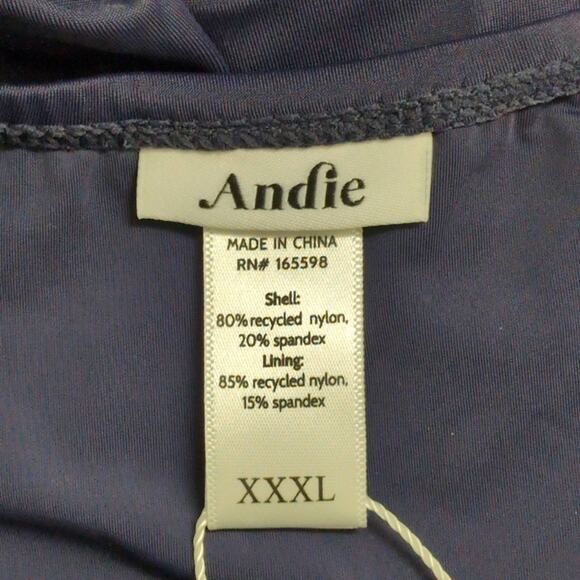 Andie
MADE IN CHINA
RN# 165598
Shell:
80% recycled nylon,
20% spandex
Lining:
85% recycled nylon,
15% spandex
XXXL